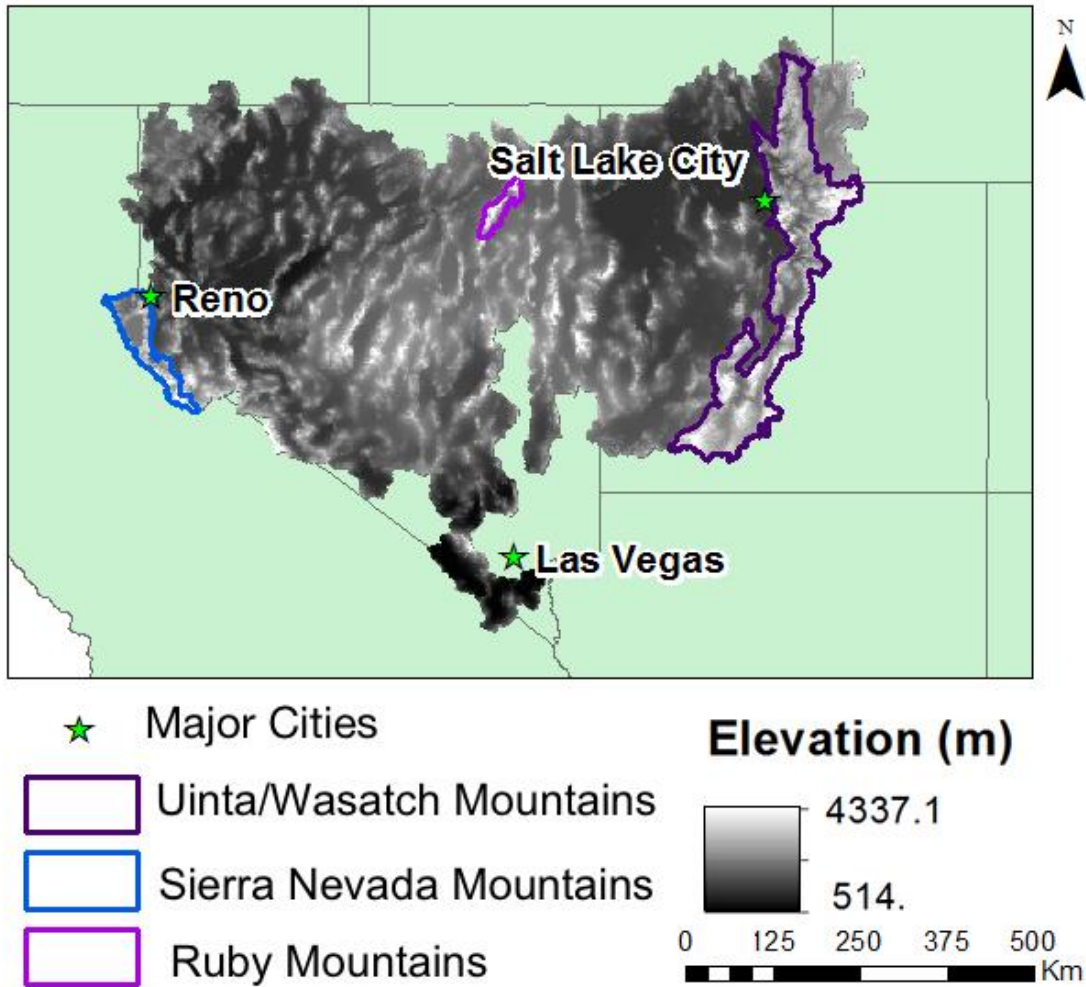 N
Salt Lake City
Reno
Las Vegas
Major Cities
Uinta/Wasatch Mountains
Sierra Nevada Mountains
Ruby Mountains
Elevation (m)
4337.1
514.
0 125 250 375 500
Km